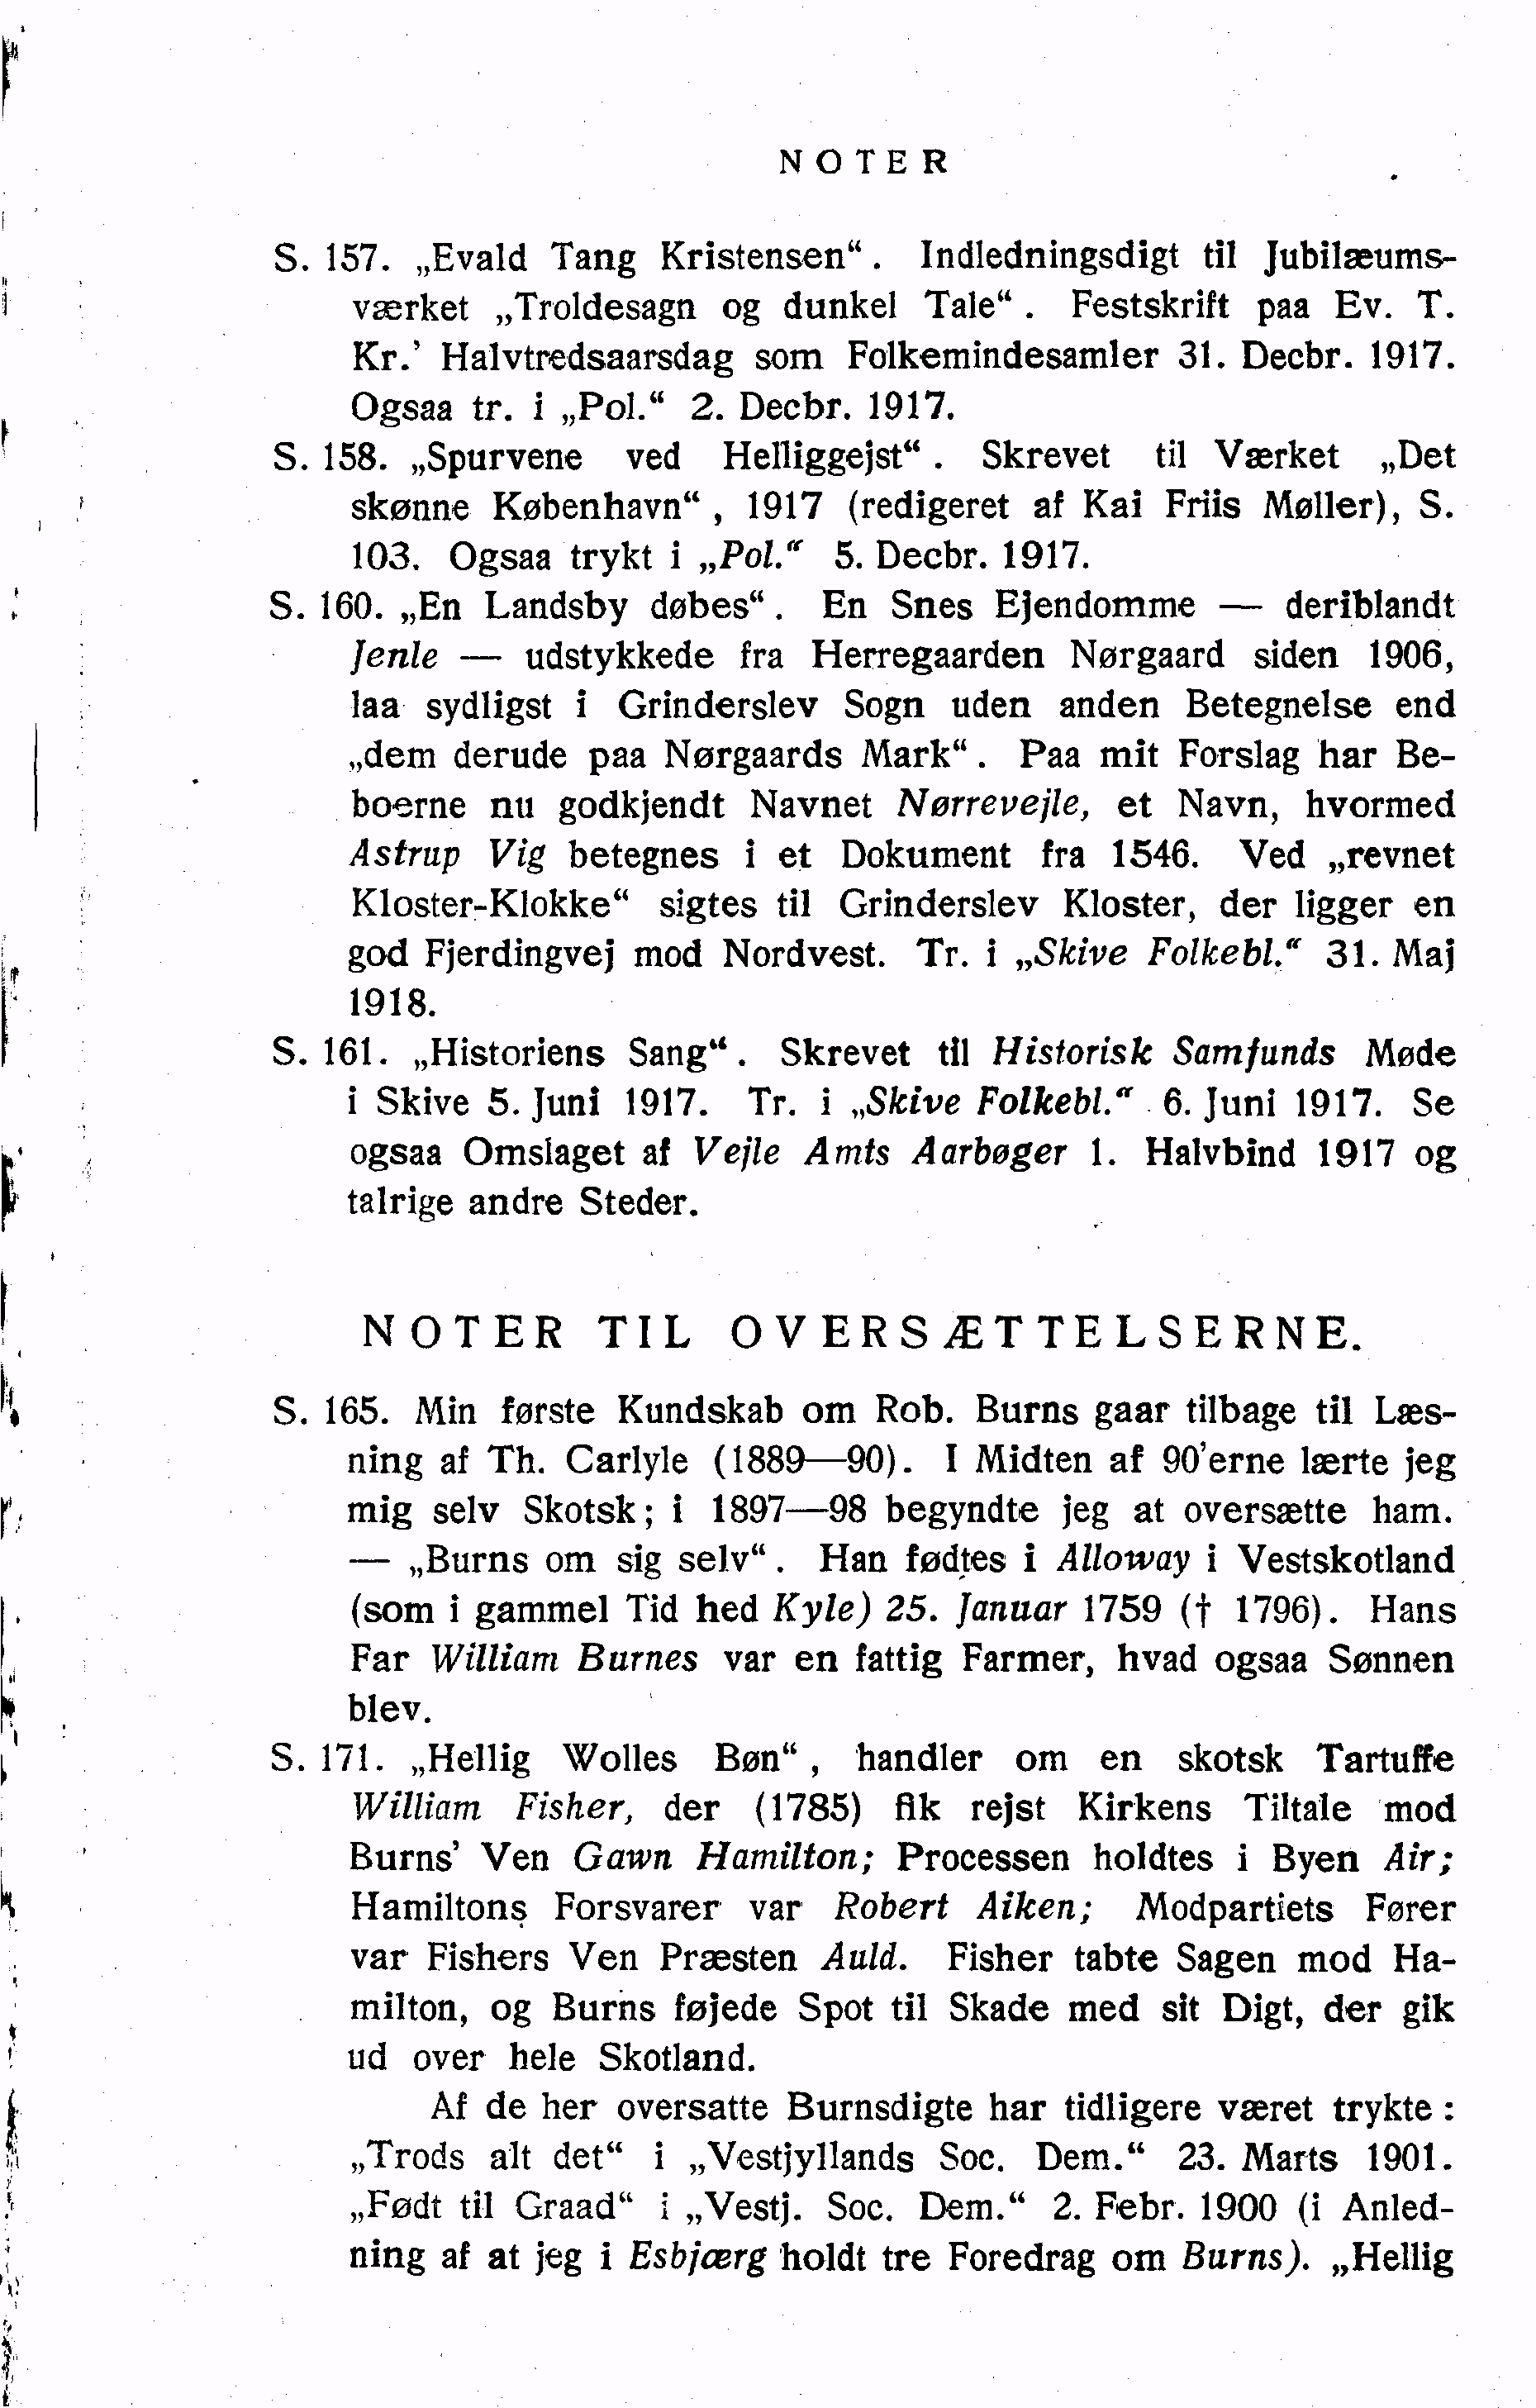 NOTER
S. 157. „Evald Tang Kristensen“. Indledningsdigt til Jubilæums-
værket „Troldesagn og dunkel Tale“. Festskrift paa Ev. T.
Kr.’ Halvtredsaarsdag som Folkemindesamler 31. Decbr. 1917.
Ogsaa tr. i „Pol.“ 2. Decbr. 1917.
S. 158. „Spurvene ved Helliggejst“. Skrevet til Værket „Det
skønne København“, 1917 (redigeret af Kai Friis Møller), S.
103. Ogsaa trykt i „Pol.“ 5. Decbr. 1917.
S. 160. „En Landsby døbes“. En Snes Ejendomme — deriblandt
Jenle — udstykkede fra Herregaarden Nørgaard siden 1906,
laa sydligst i Grinderslev Sogn uden anden Betegnelse end
„dem derude paa Nørgaards Mark“. Paa mit Forslag har Be-
boerne nu godkjendt Navnet Nørrevejle, et Navn, hvormed
Astrup Vig betegnes i et Dokument fra 1546. Ved „revnet
Kloster-Klokke“ sigtes til Grinderslev Kloster, der ligger en
god Fjerdingvej mod Nordvest. Tr. i „Skive Folkebl.“ 31. Maj
1918.
S. 161. „Historiens Sang“. Skrevet til Historisk Samfunds Møde
i Skive 5. Juni 1917. Tr. i „Skive Folkebl.“ 6. Juni 1917. Se
ogsaa Omslaget af Vejle Amts Aarbøger 1. Halvbind 1917 og
talrige andre Steder.
NOTER TIL OVERSÆTTELSERNE.
S. 165. Min første Kundskab om Rob. Burns gaar tilbage til Læs-
ning af Th. Carlyle (1889—90). I Midten af 90’erne lærte jeg
mig selv Skotsk; i 1897—98 begyndte jeg at oversætte ham.
— „Burns om sig selv“. Han fødtes i Alloway i Vestskotland
(som i gammel Tid hed Kyle) 25. Januar 1759 († 1796). Hans
Far William Burnes var en fattig Farmer, hvad ogsaa Sønnen
blev.
S. 171. „Hellig Wolles Bøn“, handler om en skotsk Tartuffe
William Fisher, der (1785) fik rejst Kirkens Tiltale mod
Burns’ Ven Gawn Hamilton; Processen holdtes i Byen Air;
Hamiltons Forsvarer var Robert Aiken; Modpartiets Fører
var Fishers Ven Præsten Auld. Fisher tabte Sagen mod Ha-
milton, og Burns føjede Spot til Skade med sit Digt, der gik
ud over hele Skotland.
Af de her oversatte Burnsdigte har tidligere været trykte:
„Trods alt det“ i „Vestjyllands Soc. Dem.“ 23. Marts 1901.
„Født til Graad“ i „Vestj. Soc. Dem.“ 2. Febr. 1900 (i Anled-
ning af at jeg i Esbjærg holdt tre Foredrag om Burns). „Hellig